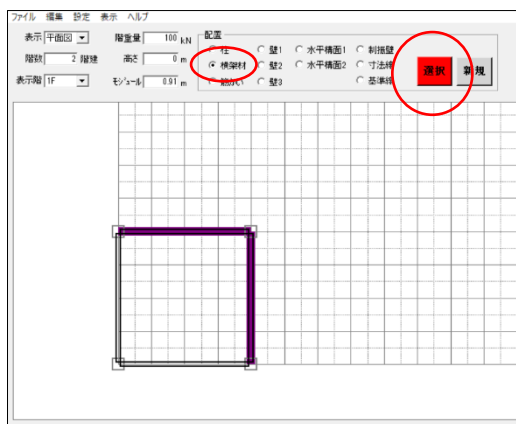 ファイル 編集 設定 表示 ヘルプ
表示 平面図 階重量 100 kN 配置
柱 壁1 水平構面1 制振壁
階数 2 階建 高さ 0 m 横架材 壁2 水平構面2 寸法線 選択 新規
表示階 1F モジュール 0.91 m 筋かい 壁3 基準線